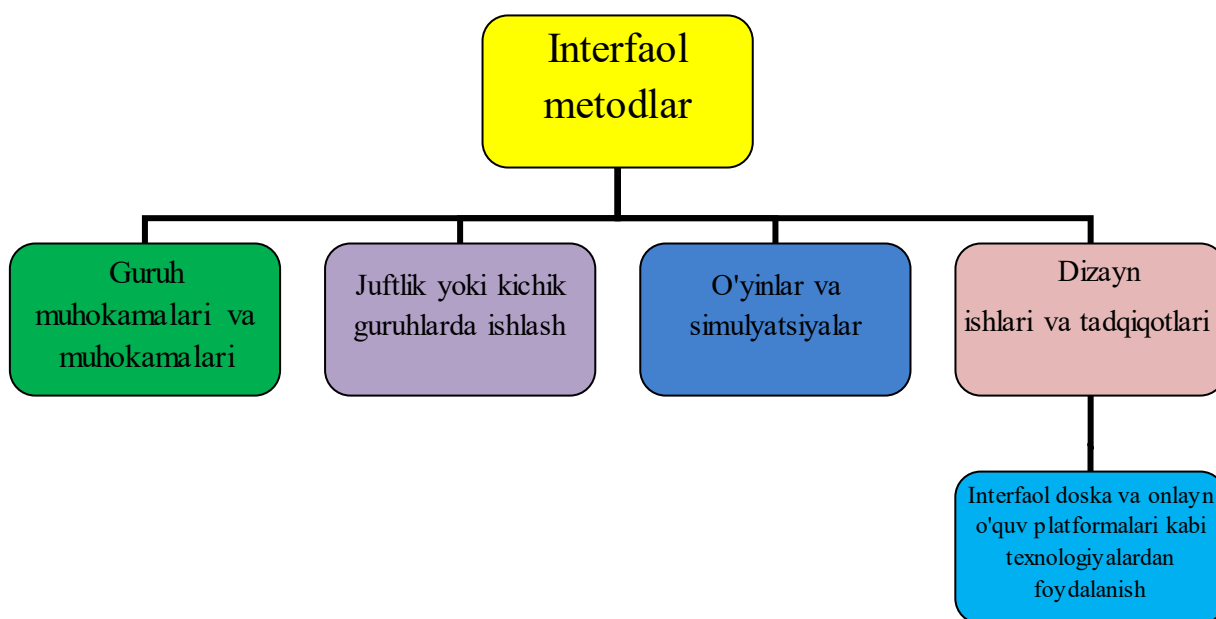 Interfaol
metodlar
Guruh
muhokamalari va
muhokamalari
Juftlik yoki kichik
guruhlarda ishlash
O'yinlar va
simulyatsiyalar
Dizayn
ishlari va tadqiqotlari
Interfaol doska va onlayn
o'quv platformalari kabi
texnologiyalardan
foydalanish